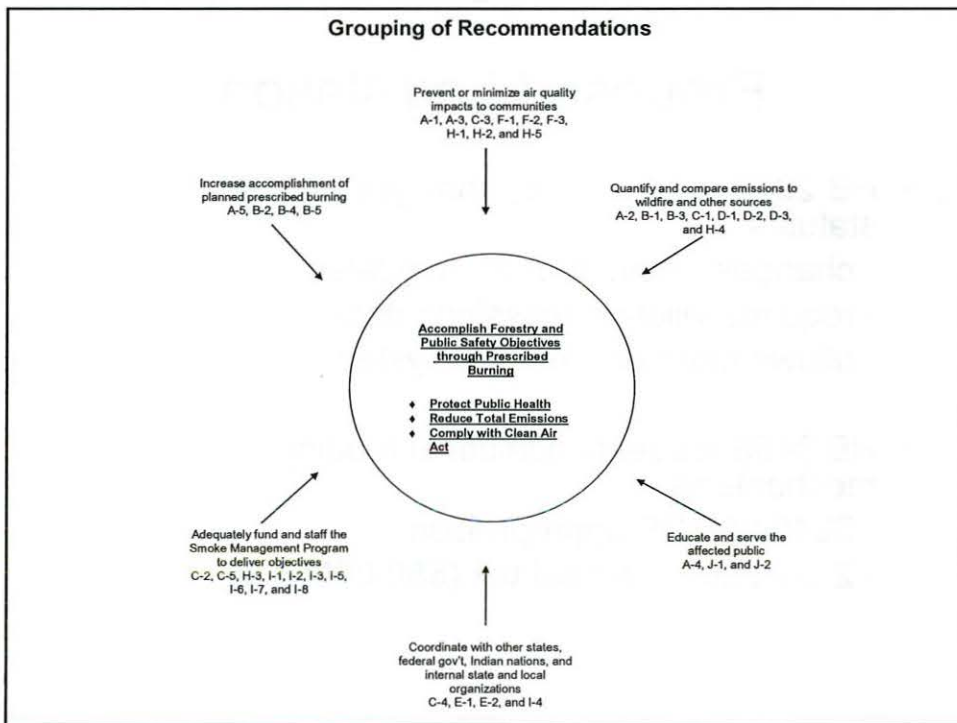 Grouping of Recommendations
Prevent or minimize air quality
impacts to communities
A-1, A-3, C-3, F-1, F-2, F-3,
H-1, H-2, and H-5
Increase accomplishment of
planned prescribed burning
A-5, B-2, B-4, B-5
Quantify and compare emissions to
wildfire and other sources
A-2, B-1, B-3, C-1, D-1, D-2, D-3,
and H-4
Accomplish Forestry and
Public Safety Objectives
through Prescribed
Burning
♦ Protect Public Health
♦ Reduce Total Emissions
♦ Comply with Clean Air
Act
Adequately fund and staff the
Smoke Management Program
to deliver objectives
C-2, C-5, H-3, I-1, I-2, I-3, I-5,
I-6, I-7, and I-8
Educate and serve the
affected public
A-4, J-1, and J-2
Coordinate with other states,
federal gov't, Indian nations, and
internal state and local
organizations
C-4, E-1, E-2, and I-4